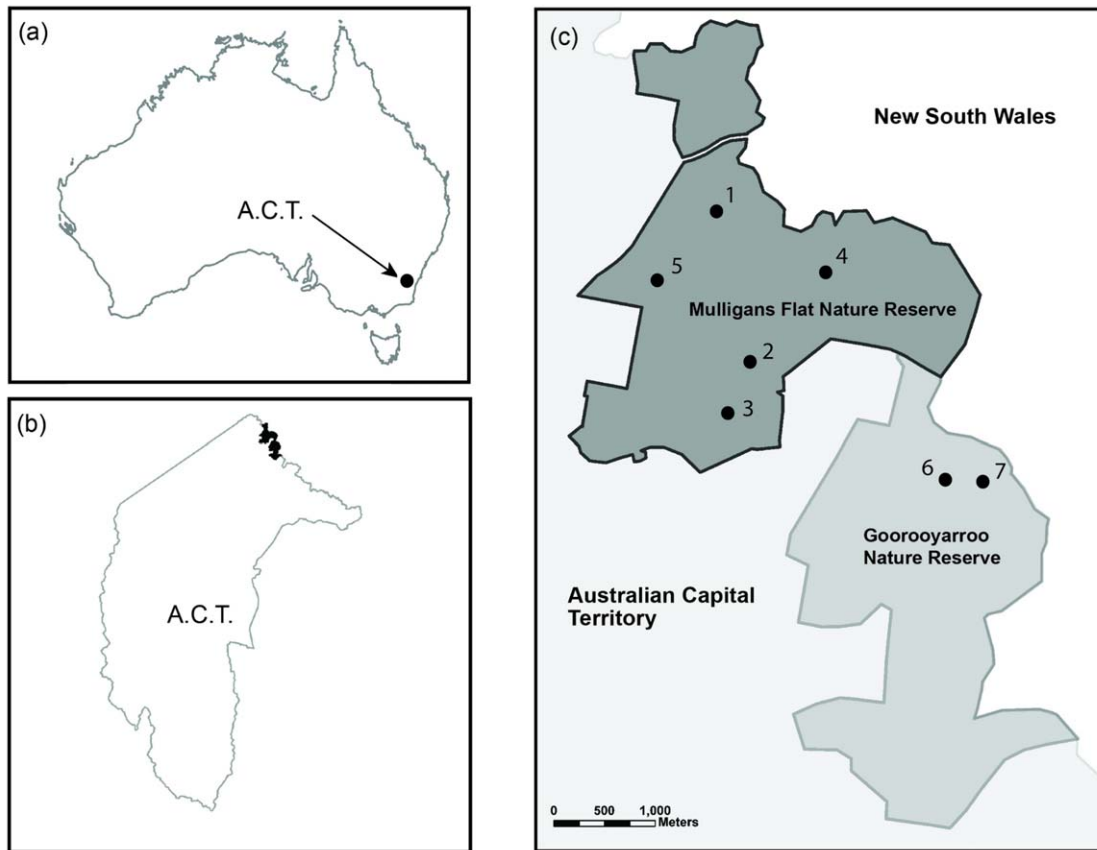 (a)
A.C.T.
(b)
A.C.T.
(c)
New South Wales
1
5
4
Mulligans Flat Nature Reserve
2
3
6
7
Goorooyarroo
Nature Reserve
Australian Capital
Territory
0 500 1,000
Meters